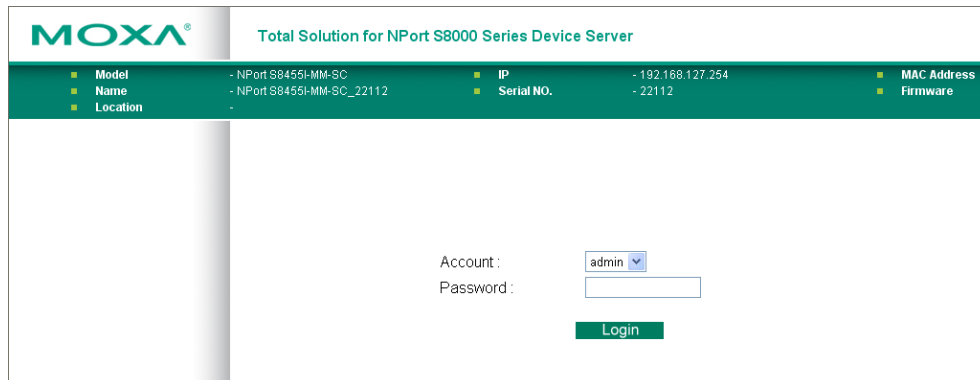 MOXA®
Total Solution for NPort S8000 Series Device Server
Model - NPort S8455I-MM-SC IP - 192.168.127.254 MAC Address
Name - NPort S8455I-MM-SC_22112 Serial NO. - 22112 Firmware
Location -
Account : admin
Password :
Login